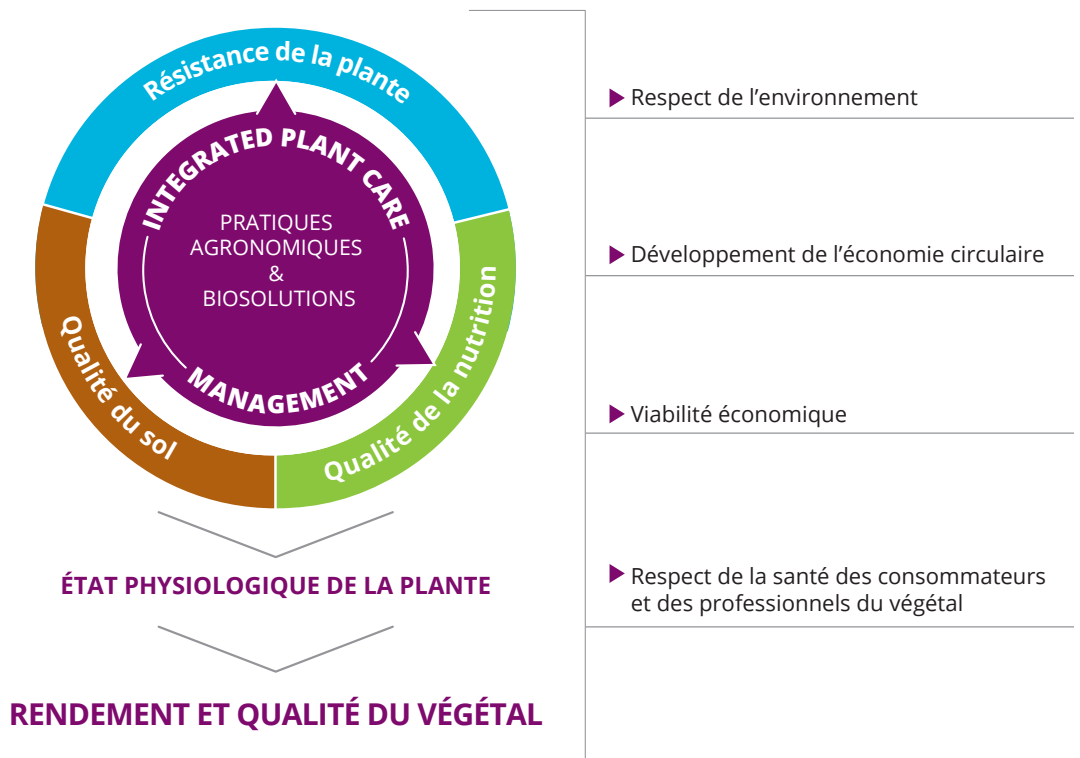 Résistance de la plante
INTEGRATED PLANT CARE
PRATIQUES
AGRONOMIQUES
&
BIOSOLUTIONS
MANAGEMENT
Qualité du sol
Qualité de la nutrition
ÉTAT PHYSIOLOGIQUE DE LA PLANTE
RENDEMENT ET QUALITÉ DU VÉGÉTAL
Respect de l’environnement
Développement de l’économie circulaire
Viabilité économique
Respect de la santé des consommateurs
et des professionnels du végétal